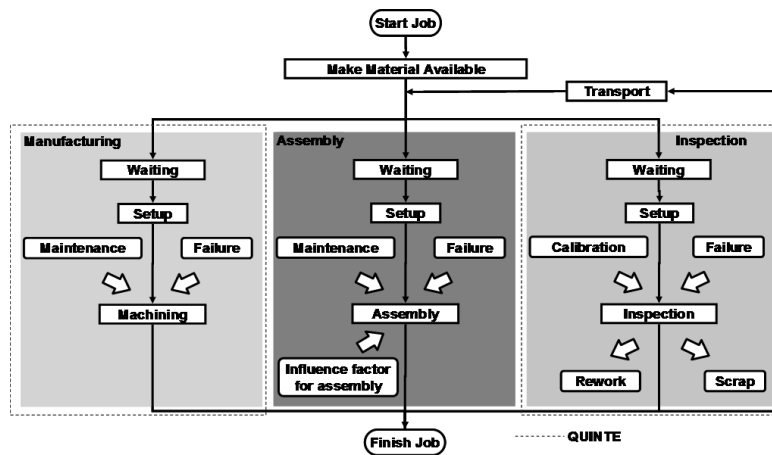 Start Job
Make Material Available
Transport
Manufacturing
Assembly
Inspection
Waiting
Waiting
Waiting
Setup
Setup
Setup
Maintenance
Failure
Maintenance
Failure
Calibration
Failure
Machining
Assembly
Inspection
Influence factor
for assembly
Rework
Scrap
Finish Job
QUINTE